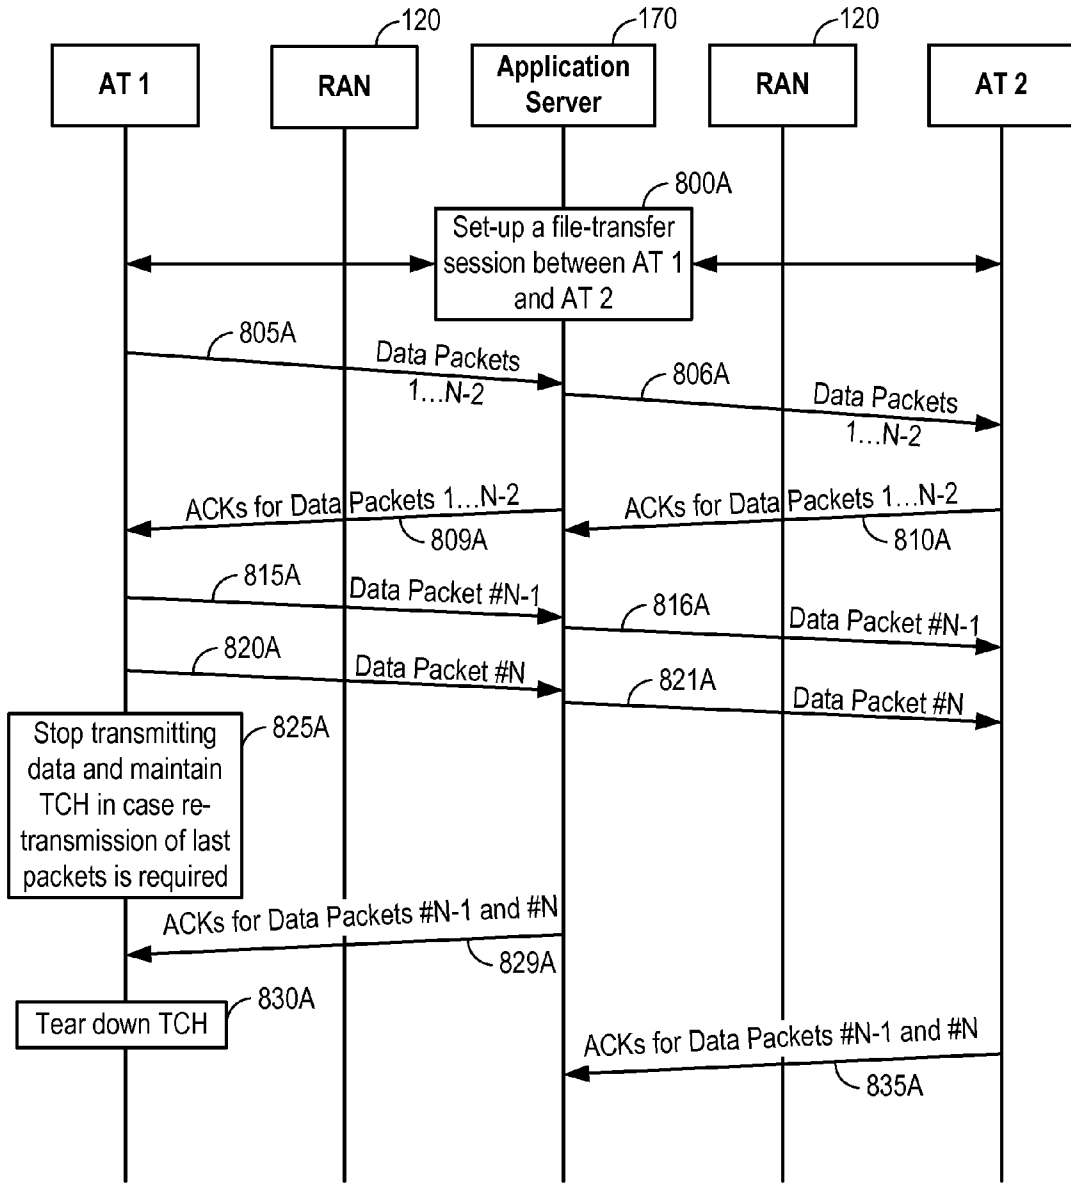 120
170
120
AT 1
RAN
Application
Server
RAN
AT 2
800A
Set-up a file-transfer
session between AT 1
and AT 2
805A
Data Packets
1...N-2
806A
Data Packets
1...N-2
ACKs for Data Packets 1...N-2
809A
ACKs for Data Packets 1...N-2
810A
815A
Data Packet #N-1
816A
Data Packet #N-1
820A
Data Packet #N
821A
Data Packet #N
825A
Stop transmitting
data and maintain
TCH in case re-
transmission of last
packets is required
ACKs for Data Packets #N-1 and #N
829A
830A
Tear down TCH
ACKs for Data Packets #N-1 and #N
835A